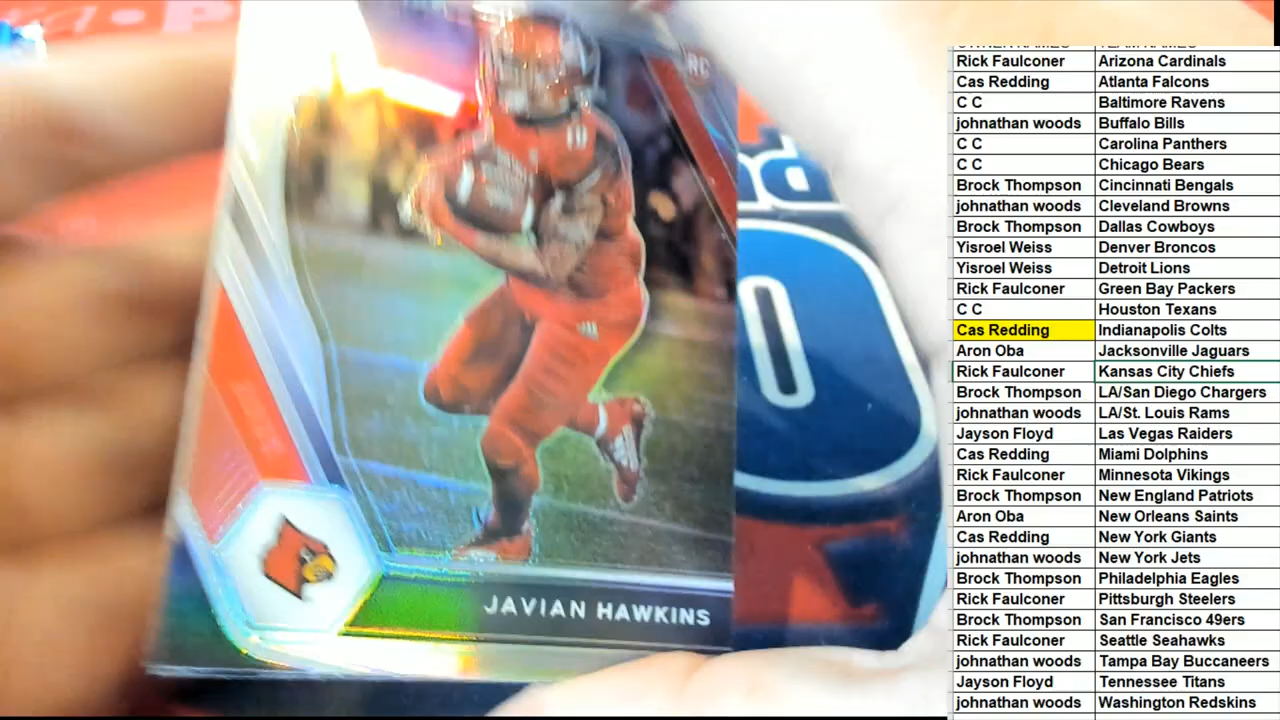 RC
JAVIAN HAWKINS
OWNER NAMES TEAM NAMES
Rick Faulconer Arizona Cardinals
Cas Redding Atlanta Falcons
C C Baltimore Ravens
johnathan woods Buffalo Bills
C C Carolina Panthers
C C Chicago Bears
Brock Thompson Cincinnati Bengals
johnathan woods Cleveland Browns
Brock Thompson Dallas Cowboys
Yisroel Weiss Denver Broncos
Yisroel Weiss Detroit Lions
Rick Faulconer Green Bay Packers
C C Houston Texans
Cas Redding Indianapolis Colts
Aron Oba Jacksonville Jaguars
Rick Faulconer Kansas City Chiefs
Brock Thompson LA/San Diego Chargers
johnathan woods LA/St. Louis Rams
Jayson Floyd Las Vegas Raiders
Cas Redding Miami Dolphins
Rick Faulconer Minnesota Vikings
Brock Thompson New England Patriots
Aron Oba New Orleans Saints
Cas Redding New York Giants
johnathan woods New York Jets
Brock Thompson Philadelphia Eagles
Rick Faulconer Pittsburgh Steelers
Brock Thompson San Francisco 49ers
Rick Faulconer Seattle Seahawks
johnathan woods Tampa Bay Buccaneers
Jayson Floyd Tennessee Titans
johnathan woods Washington Redskins